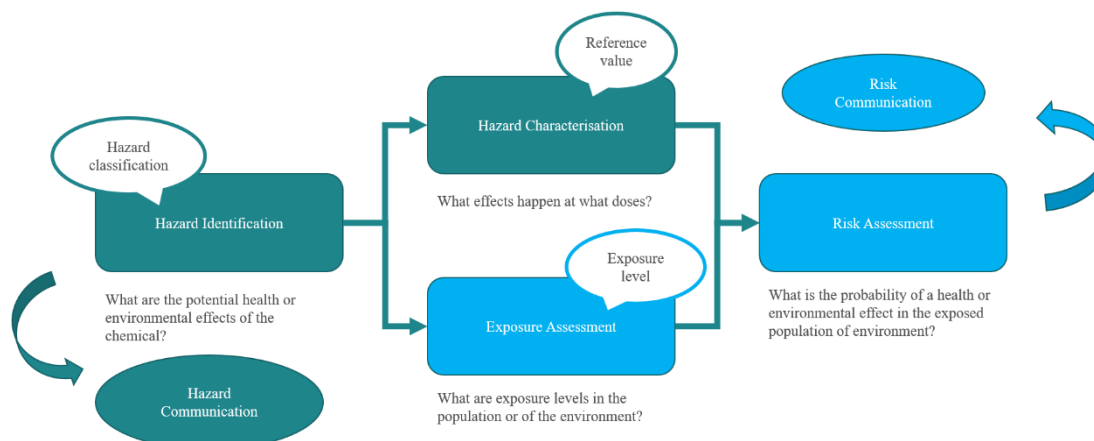 Hazard
classification
Hazard Identification
What are the potential health or
environmental effects of the
chemical?
Hazard
Communication
Reference
value
Hazard Characterisation
What effects happen at what doses?
Exposure
level
Exposure Assessment
What are exposure levels in the
population or of the environment?
Risk
Communication
Risk Assessment
What is the probability of a health or
environmental effect in the exposed
population of environment?